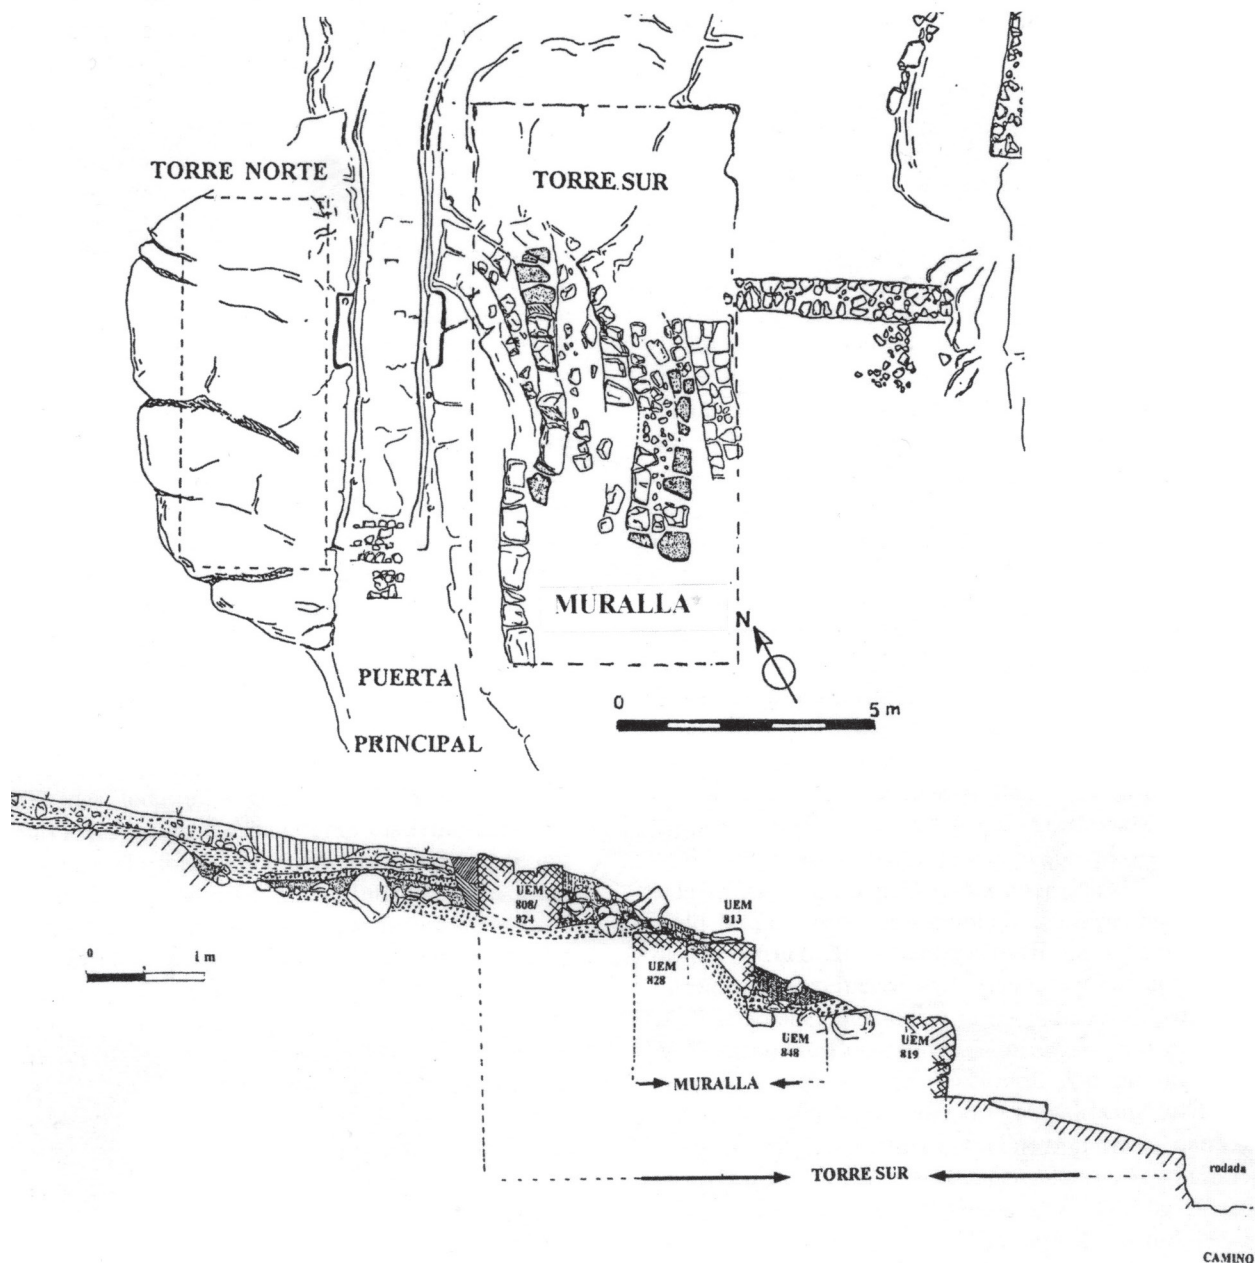 TORRE NORTE
TORRE SUR
MURALLA
N
PUERTA
PRINCIPAL
0
5 m
UEM
808/
824
UEM
813
0
1 m
UEM
828
UEM
848
UEM
819
MURALLA
TORRE SUR
rodada
CAMINO